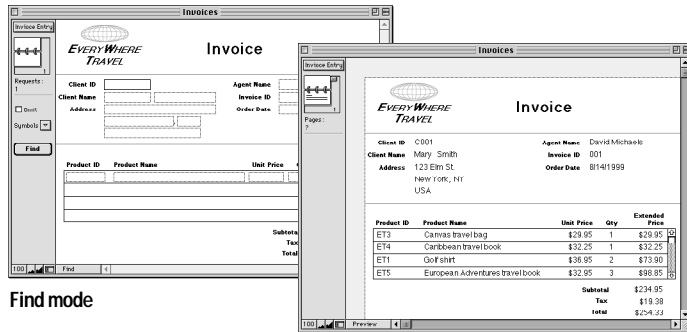 Invoices
Invoice Entry
1
Requests:
1
Omit
Symbols
Find
EVERYWHERE
TRAVEL
Invoice
Client ID
Client Name
Address
Agent Name
Invoice ID
Order Date
Product ID Product Name Unit Price
Subtotal
Tax
Total
100 Find
Find mode
Invoices
Invoice Entry
1
Pages:
?
EVERYWHERE
TRAVEL
Invoice
Client ID C001
Client Name Mary Smith
Address 123 Elm St.
New York, NY
USA
Agent Name David Michaels
Invoice ID 001
Order Date 8/14/1999
Product ID Product Name Unit Price Qty Extended Price
ET3 Canvas travel bag $29.95 1 $29.95
ET4 Caribbean travel book $32.25 1 $32.25
ET1 Golf shirt $36.95 2 $73.90
ET5 European Adventures travel book $32.95 3 $98.85
Subtotal $234.95
Tax $19.38
Total $254.33
100 Preview